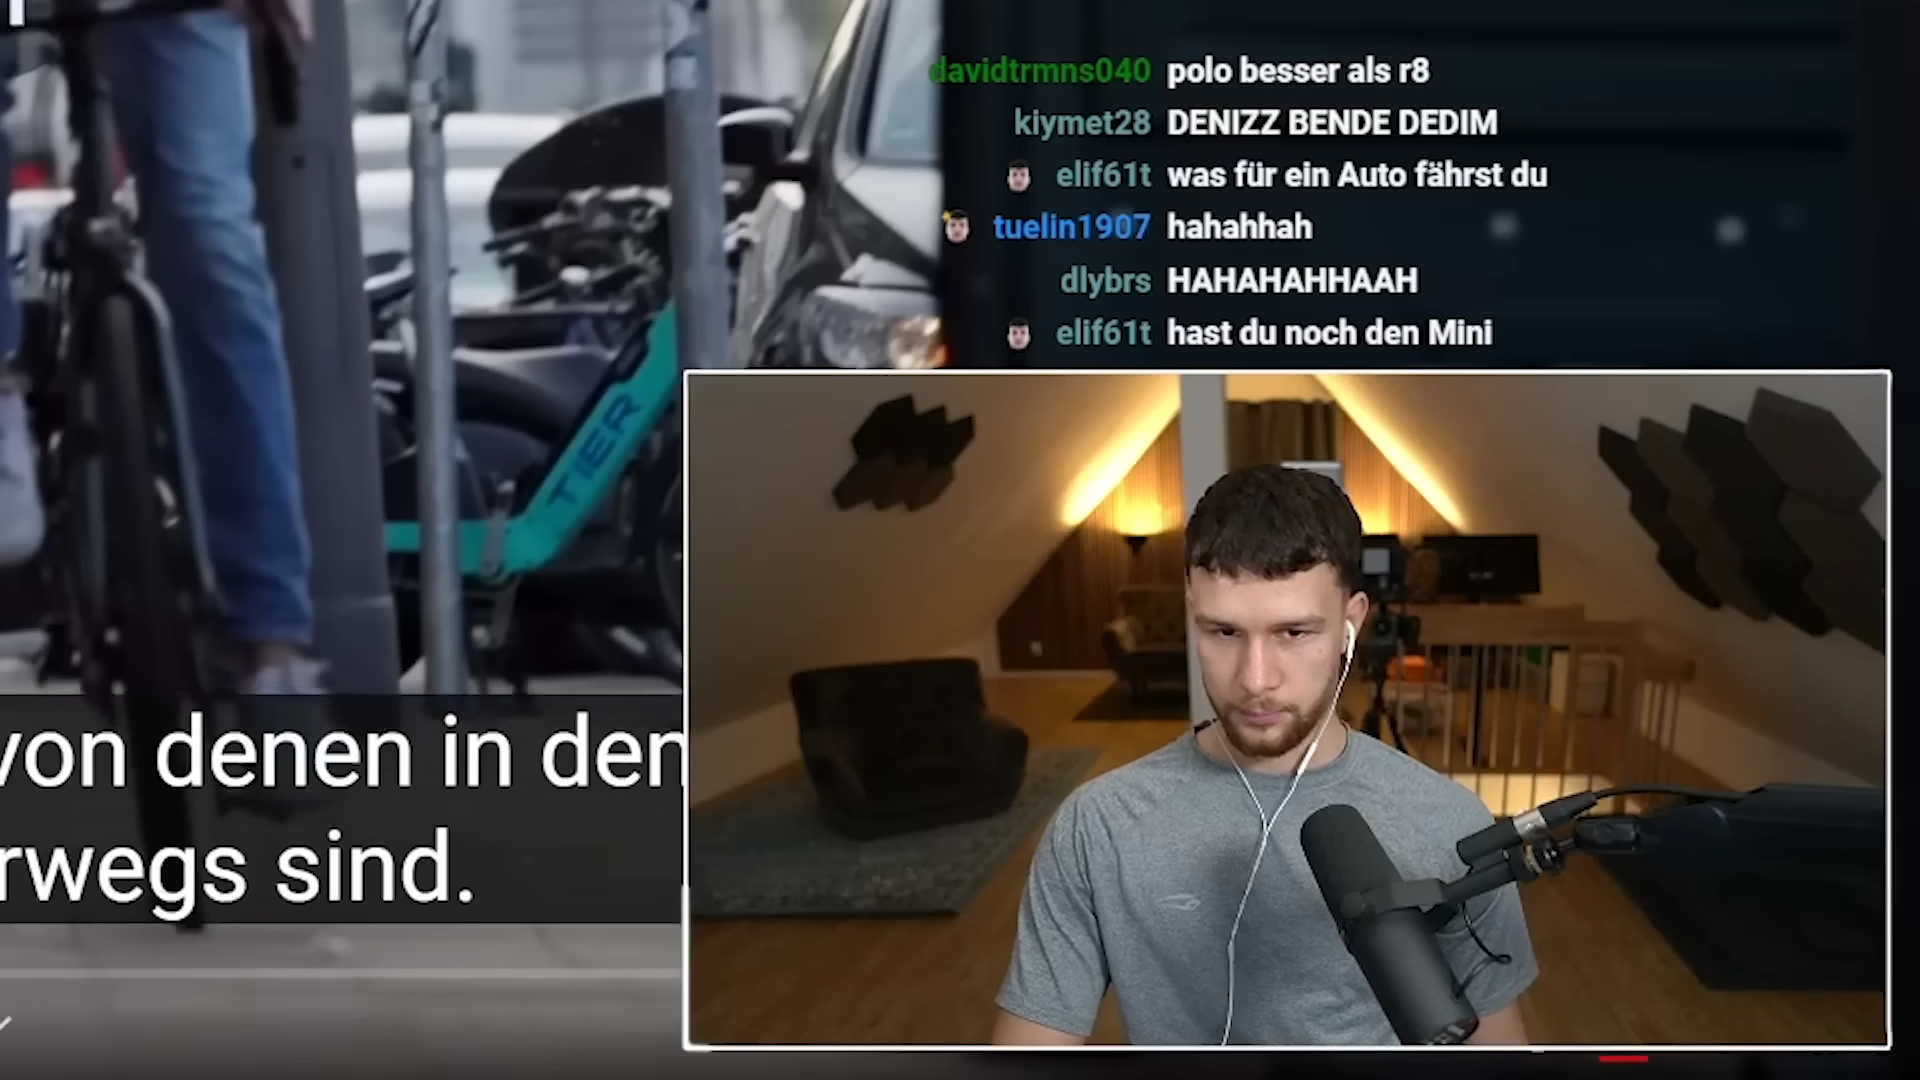 davidtrmns040 polo besser als r8
kiymet28 DENIZZ BENDE DEDIM
elif61t was für ein Auto fährst du
tuelin1907 hahahhah
dlybrs HAHAHAHHAAH
elif61t hast du noch den Mini
TIER
von denen in den
rwegs sind.